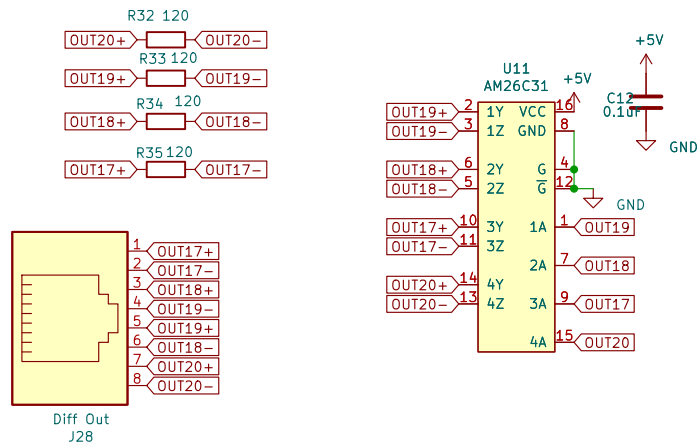 R32 120
OUT20+ OUT20-
R33 120
OUT19+ OUT19-
R34 120
OUT18+ OUT18-
R35 120
OUT17+ OUT17-
1 OUT17+
2 OUT17-
3 OUT18+
4 OUT19-
5 OUT19+
6 OUT18-
7 OUT20+
8 OUT20-
Diff Out
J28
U11
AM26C31
+5V
OUT19+ 2 1Y VCC 16
OUT19- 3 1Z GND 8
OUT18+ 6 2Y G 4
OUT18- 5 2Z G 12
GND
OUT17+ 10 3Y 1A 1 OUT19
OUT17- 11 3Z
2A 7 OUT18
OUT20+ 14 4Y
OUT20- 13 4Z 3A 9 OUT17
4A 15 OUT20
+5V
C12
0.1uF
GND